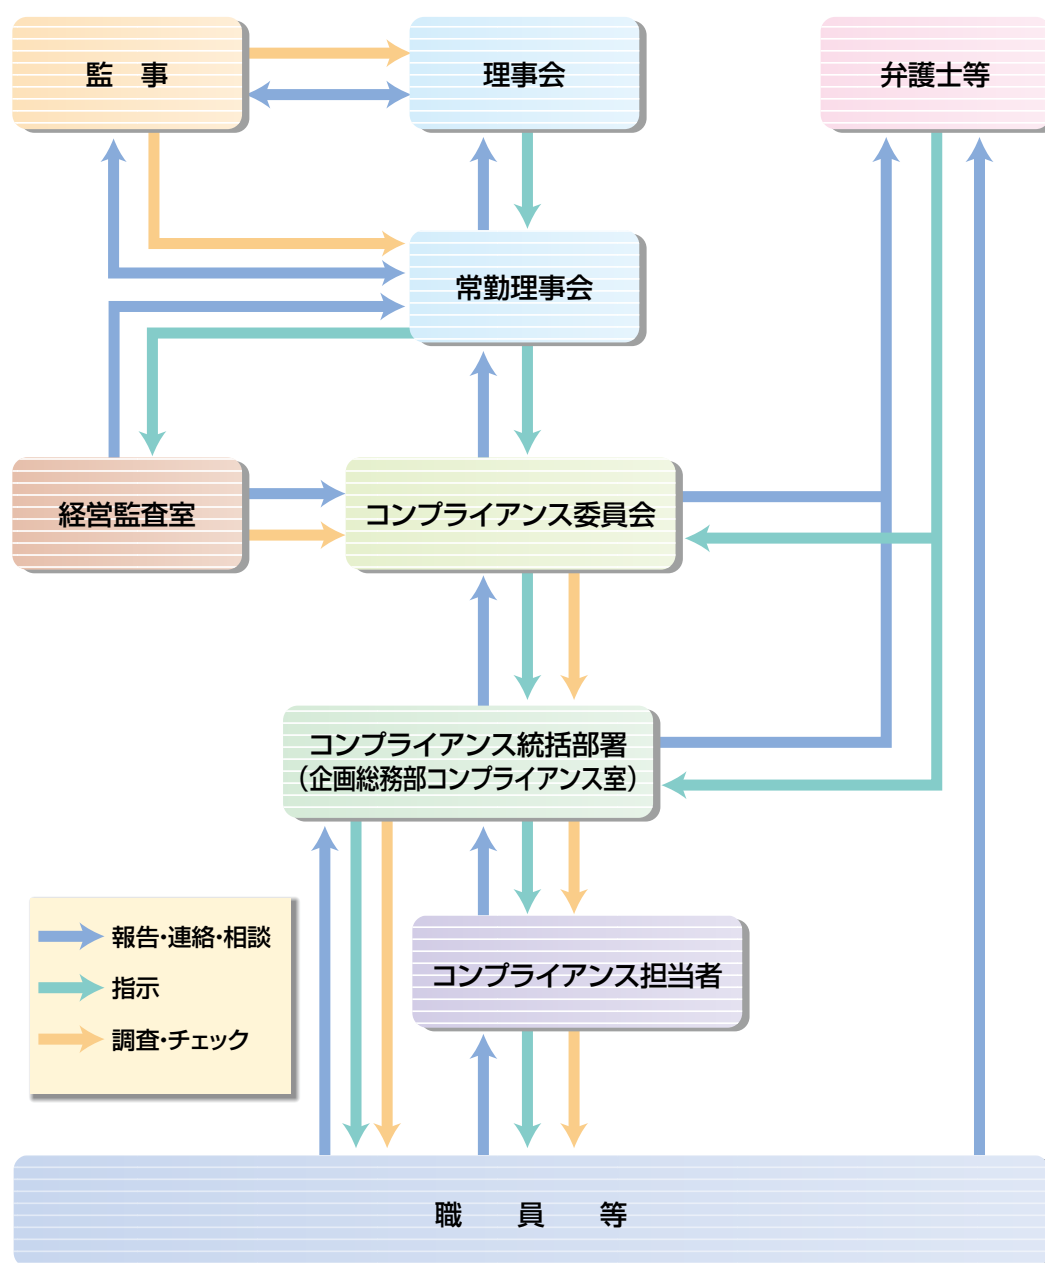 監　事
理事会
弁護士等
常勤理事会
経営監査室
コンプライアンス委員会
コンプライアンス統括部署
（企画総務部コンプライアンス室）
報告・連絡・相談
指示
調査・チェック
コンプライアンス担当者
職　員　等